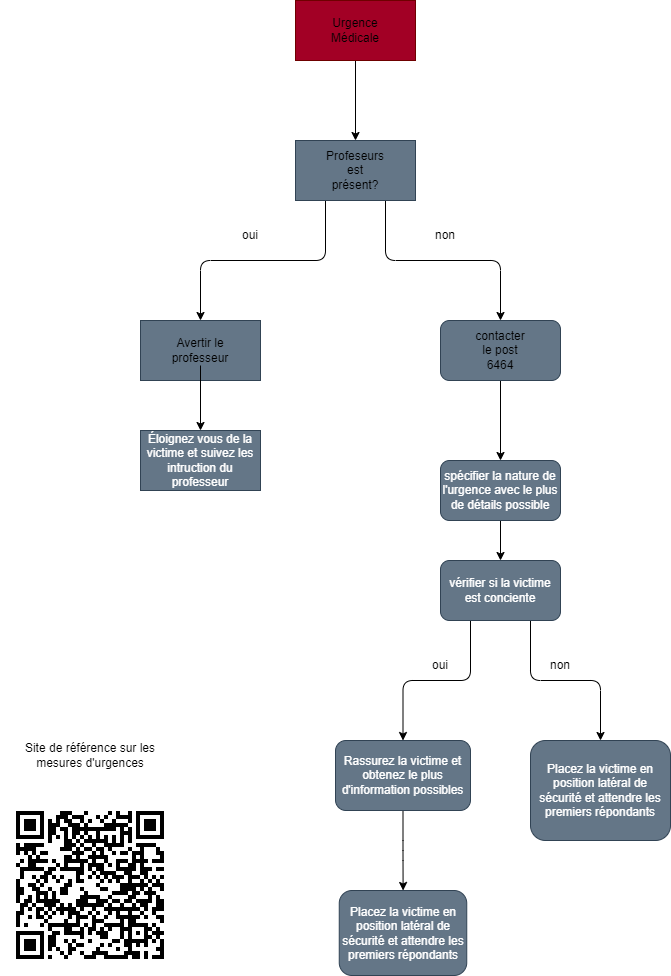 Urgence
Médicale
Profeseurs
est
présent?
oui
non
Avertir le
professeur
contacter
le post
6464
Éloignez vous de la
victime et suivez les
intruction du
professeur
spécifier la nature de
l'urgence avec le plus
de détails possible
vérifier si la victime
est conciente
oui
non
Site de référence sur les
mesures d'urgences
Rassurez la victime et
obtenez le plus
d'information possibles
Placez la victime en
position latéral de
sécurité et attendre les
premiers répondants
Placez la victime en
position latéral de
sécurité et attendre les
premiers répondants